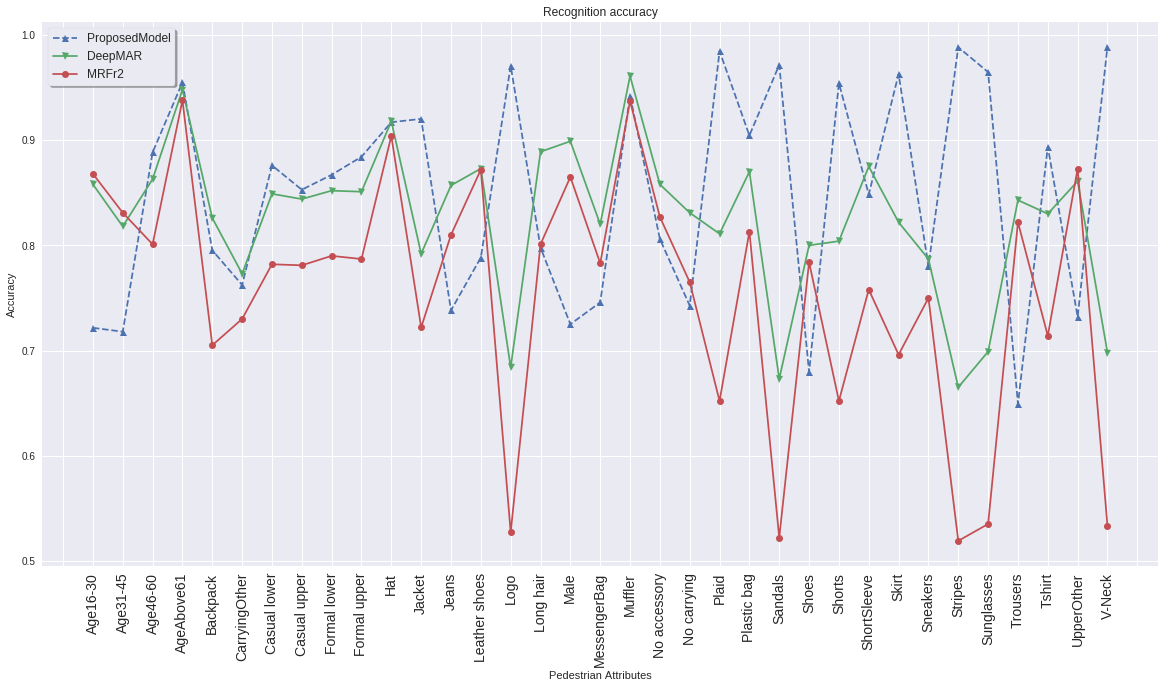 Recognition accuracy
ProposedModel
DeepMAR
MRFr2
1.0
0.9
0.8
0.7
0.6
0.5
Accuracy
Age16-30
Age31-45
Age46-60
AgeAbove61
Backpack
CarryingOther
Casual lower
Casual upper
Formal lower
Formal upper
Hat
Jacket
Jeans
Leather shoes
Logo
Long hair
Male
MessengerBag
Muffler
No accessory
No carrying
Plaid
Plastic bag
Sandals
Shoes
Shorts
ShortSleeve
Skirt
Sneakers
Stripes
Sunglasses
Trousers
Tshirt
UpperOther
V-Neck
Pedestrian Attributes